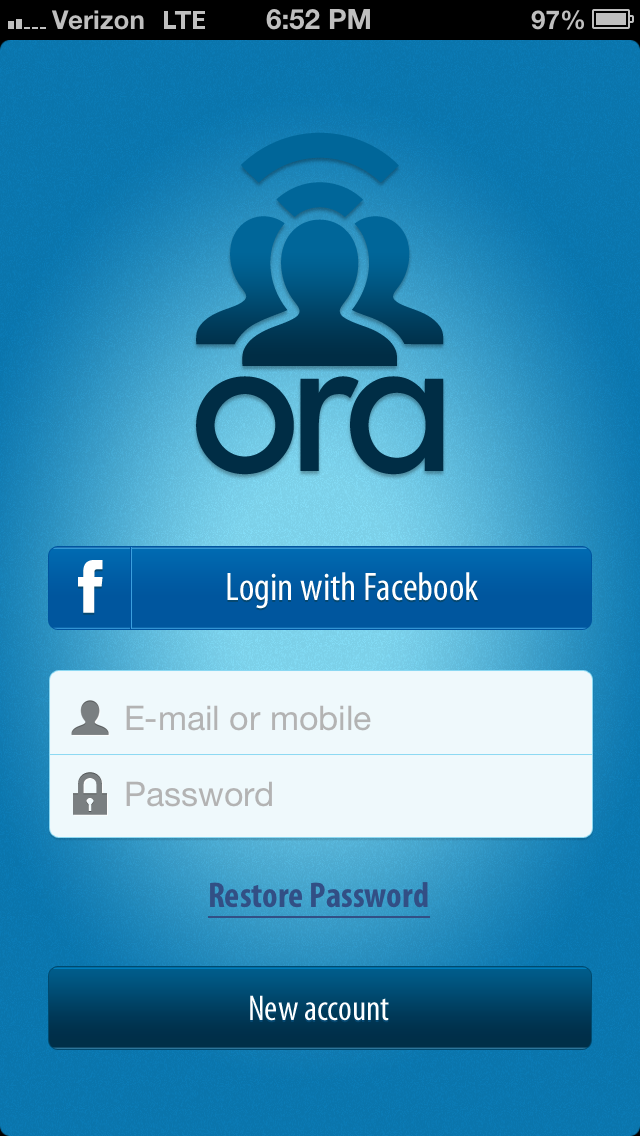 Verizon LTE 6:52 PM 97%
ora
f Login with Facebook
E-mail or mobile
Password
Restore Password
New account